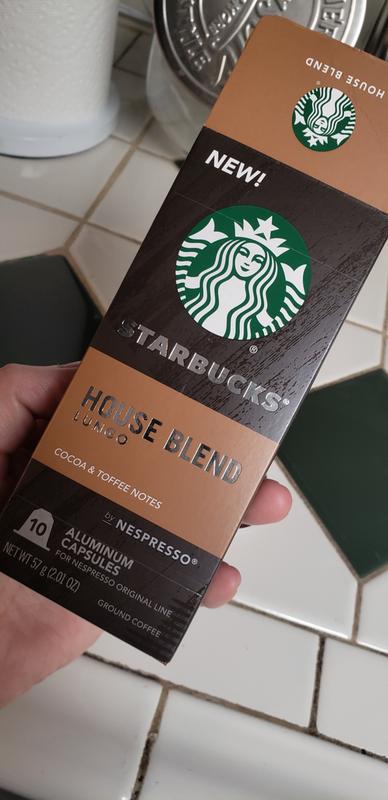 HOUSE BLEND
®
NEW!
®
STARBUCKS®
HOUSE BLEND
LUNGO
COCOA & TOFFEE NOTES
by NESPRESSO®
10
ALUMINUM
CAPSULES
FOR NESPRESSO ORIGINAL LINE
NET WT 57 g (2.01 OZ)
GROUND COFFEE